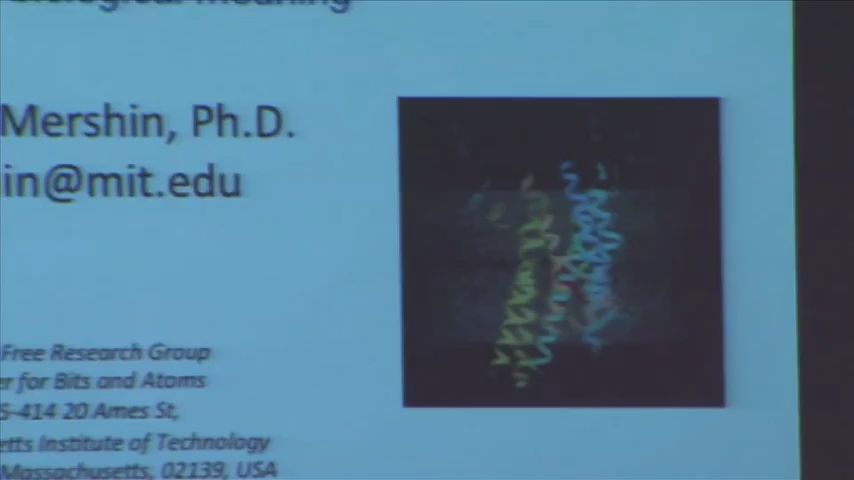 Mershin, Ph.D.
in@mit.edu
Free Research Group
er for Bits and Atoms
5-414 20 Ames St,
etts Institute of Technology
Massachusetts, 02139, USA